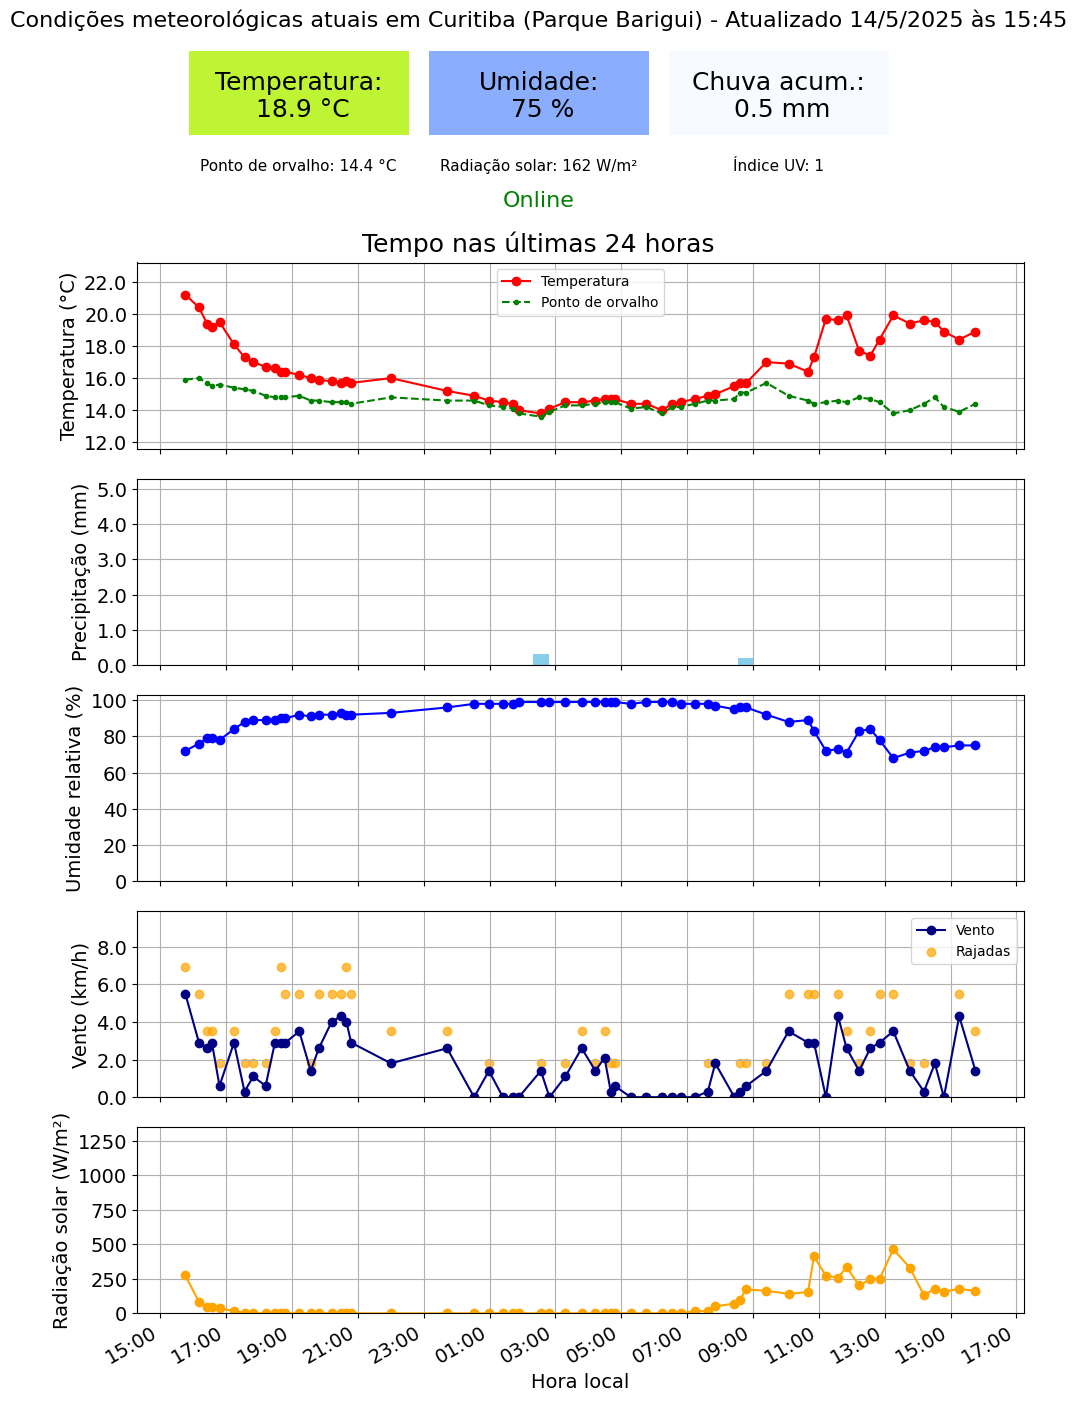 Condições meteorológicas atuais em Curitiba (Parque Barigui) - Atualizado 14/5/2025 às 15:45
Temperatura:
18.9 °C
Umidade:
75 %
Chuva acum.:
0.5 mm
Ponto de orvalho: 14.4 °C
Radiação solar: 162 W/m²
Índice UV: 1
Online
Tempo nas últimas 24 horas
Temperatura (°C)
22.0
20.0
18.0
16.0
14.0
12.0
Temperatura
Ponto de orvalho
Precipitação (mm)
5.0
4.0
3.0
2.0
1.0
0.0
Umidade relativa (%)
100
80
60
40
20
0
Vento (km/h)
8.0
6.0
4.0
2.0
0.0
Vento
Rajadas
Radiação solar (W/m²)
1250
1000
750
500
250
0
15:00
17:00
19:00
21:00
23:00
01:00
03:00
05:00
07:00
09:00
11:00
13:00
15:00
17:00
Hora local